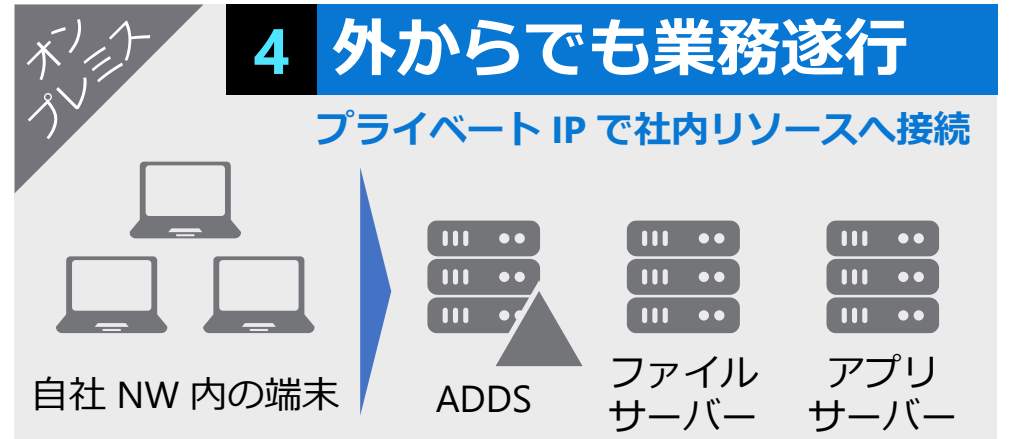 オン
プレミス
4 外からでも業務遂行
プライベート IP で社内リソースへ接続
自社 NW 内の端末
ADDS
ファイル
サーバー
アプリ
サーバー